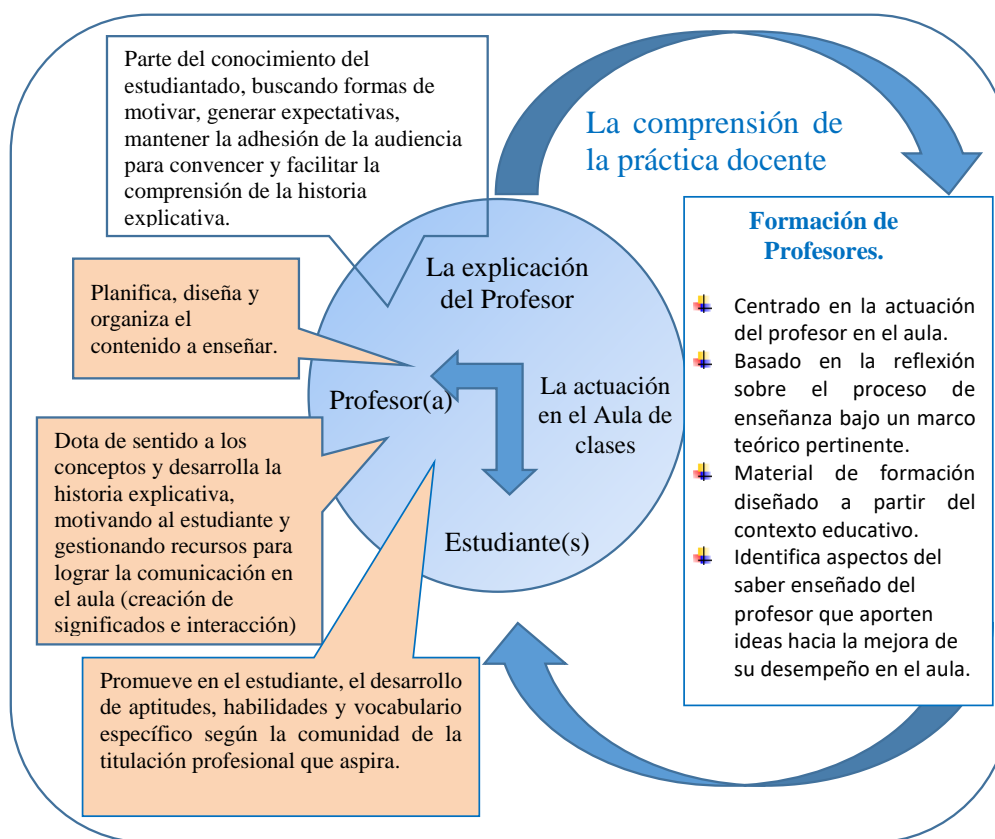 Parte del conocimiento del
estudiantado, buscando formas de
motivar, generar expectativas,
mantener la adhesión de la audiencia
para convencer y facilitar la
comprensión de la historia
explicativa.
La comprensión de
la práctica docente
La explicación
del Profesor
Planifica, diseña y
organiza el
contenido a enseñar.
Profesor(a)
La actuación
en el Aula de
clases
Estudiante(s)
Dota de sentido a los
conceptos y desarrolla la
historia explicativa,
motivando al estudiante y
gestionando recursos para
lograr la comunicación en
el aula (creación de
significados e interacción)
Promueve en el estudiante, el desarrollo
de aptitudes, habilidades y vocabulario
específico según la comunidad de la
titulación profesional que aspira.
Formación de
Profesores.
Centrado en la actuación
del profesor en el aula.
Basado en la reflexión
sobre el proceso de
enseñanza bajo un marco
teórico pertinente.
Material de formación
diseñado a partir del
contexto educativo.
Identifica aspectos del
saber enseñado del
profesor que aporten
ideas hacia la mejora de
su desempeño en el aula.